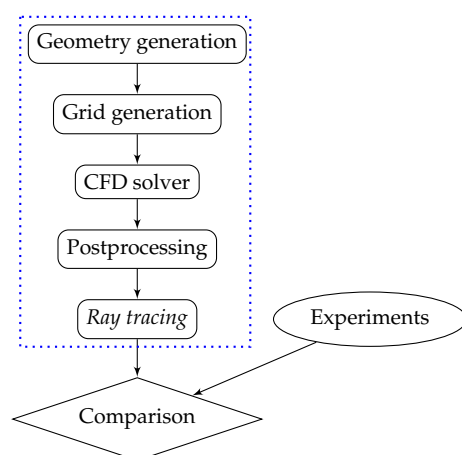 Geometry generation
Grid generation
CFD solver
Postprocessing
Ray tracing
Experiments
Comparison